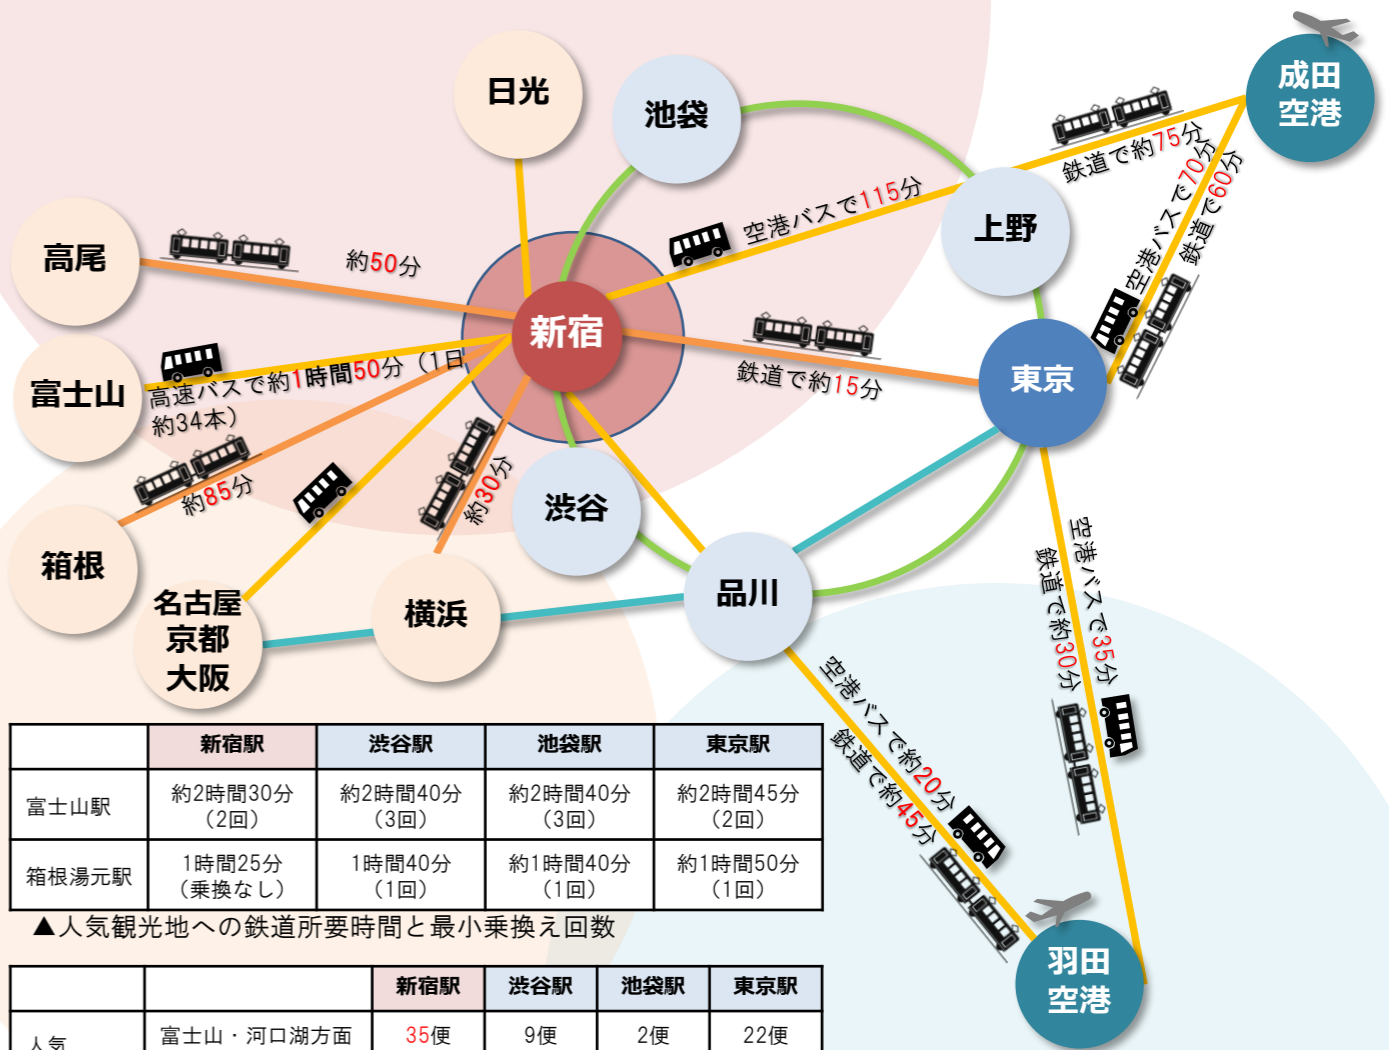 日光
池袋
成田
空港
鉄道で約75分
空港バスで70分
鉄道で60分
空港バスで115分
上野
高尾
約50分
新宿
鉄道で約15分
東京
富士山
高速バスで約1時間50分（1日
約34本）
約85分
約30分
箱根
渋谷
名古屋
京都
大阪
横浜
品川
空港バスで35分
鉄道で約30分
空港バスで約20分
鉄道で約45分
羽田
空港
新宿駅 渋谷駅 池袋駅 東京駅
富士山駅 約2時間30分 約2時間40分 約2時間40分 約2時間45分
（2回） （3回） （3回） （2回）
箱根湯元駅 1時間25分 1時間40分 約1時間40分 約1時間50分
（乗換なし） （1回） （1回） （1回）
▲人気観光地への鉄道所要時間と最小乗換え回数
新宿駅 渋谷駅 池袋駅 東京駅
人気 富士山・河口湖方面 35便 9便 2便 22便